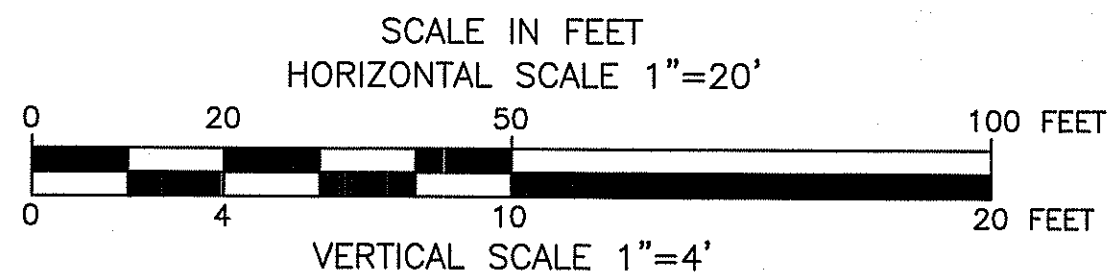 SCALE IN FEET
HORIZONTAL SCALE 1"=20'
0 20 50 100 FEET
0 4 10 20 FEET
VERTICAL SCALE 1"=4'